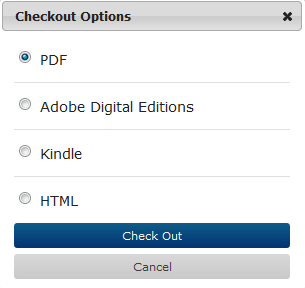 Checkout Options
PDF
Adobe Digital Editions
Kindle
HTML
Check Out
Cancel